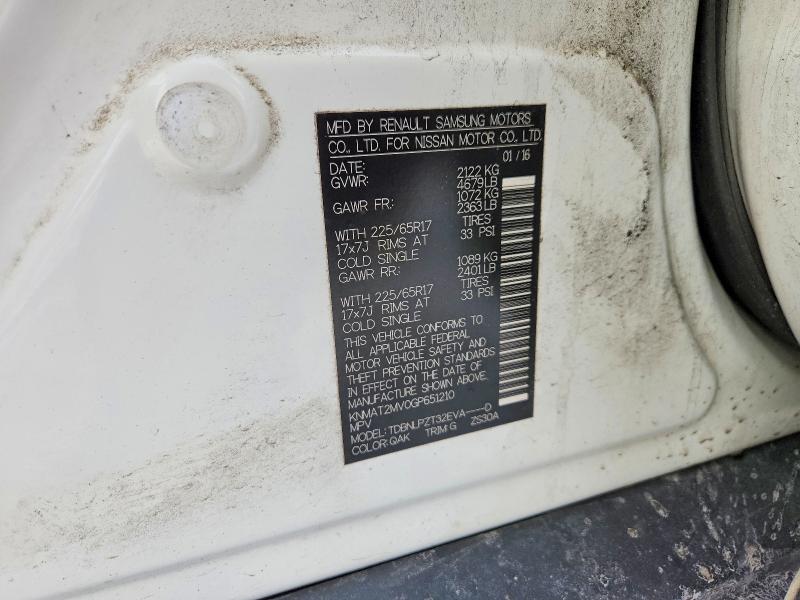 MFD BY RENAULT SAMSUNG MOTORS
CO., LTD. FOR NISSAN MOTOR CO., LTD.
DATE: 01 / 16
GVWR: 2122 KG
4679 LB
GAWR FR: 1072 KG
2363 LB
WITH 225/65R17 TIRES
17x7J RIMS AT 33 PSI
COLD SINGLE
GAWR RR: 1089 KG
2401 LB
WITH 225/65R17 TIRES
17x7J RIMS AT 33 PSI
COLD SINGLE
THIS VEHICLE CONFORMS TO
ALL APPLICABLE FEDERAL
MOTOR VEHICLE SAFETY AND
THEFT PREVENTION STANDARDS
IN EFFECT ON THE DATE OF
MANUFACTURE SHOWN ABOVE.
KNMAT2MV0GP651210
MPV
MODEL: TDBNLPZT32EVA----D
COLOR: QAK TRIM G ZS30A